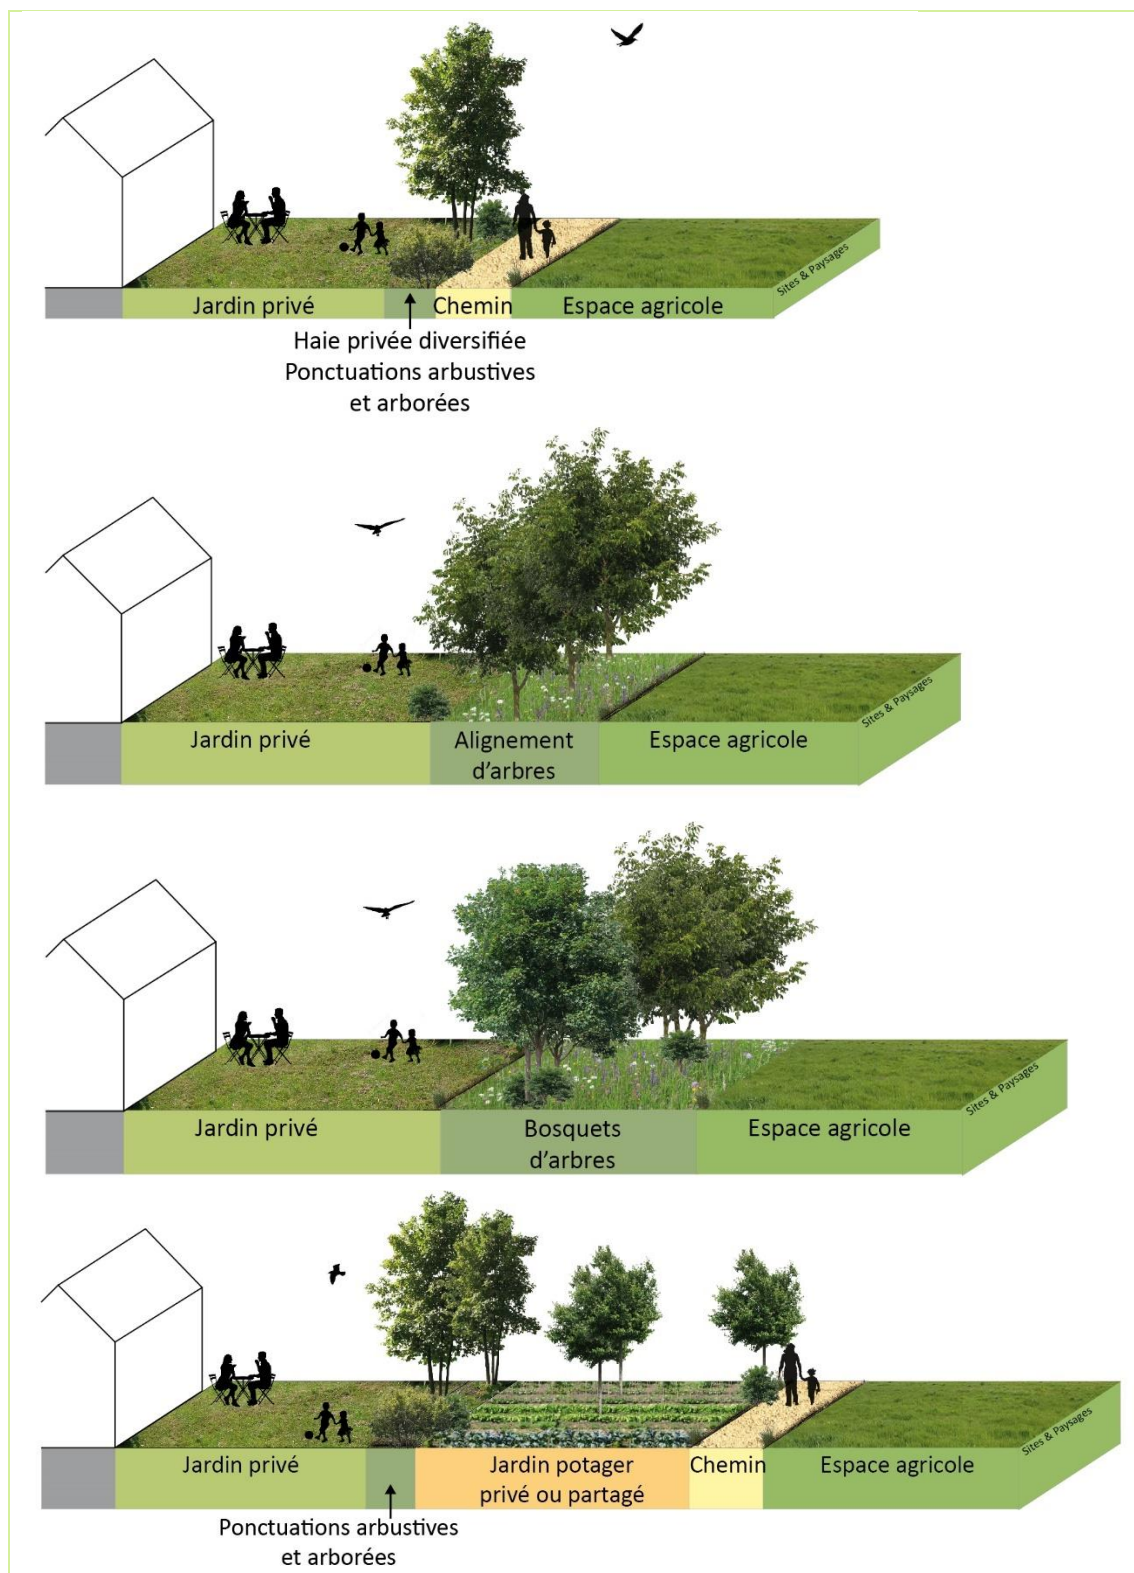 Jardin privé
Chemin
Espace agricole
Sites & Paysages
Haie privée diversifiée
Ponctuations arbustives
et arborées
Jardin privé
Alignement
d’arbres
Espace agricole
Sites & Paysages
Jardin privé
Bosquets
d’arbres
Espace agricole
Sites & Paysages
Jardin privé
Jardin potager
privé ou partagé
Chemin
Espace agricole
Sites & Paysages
Ponctuations arbustives
et arborées